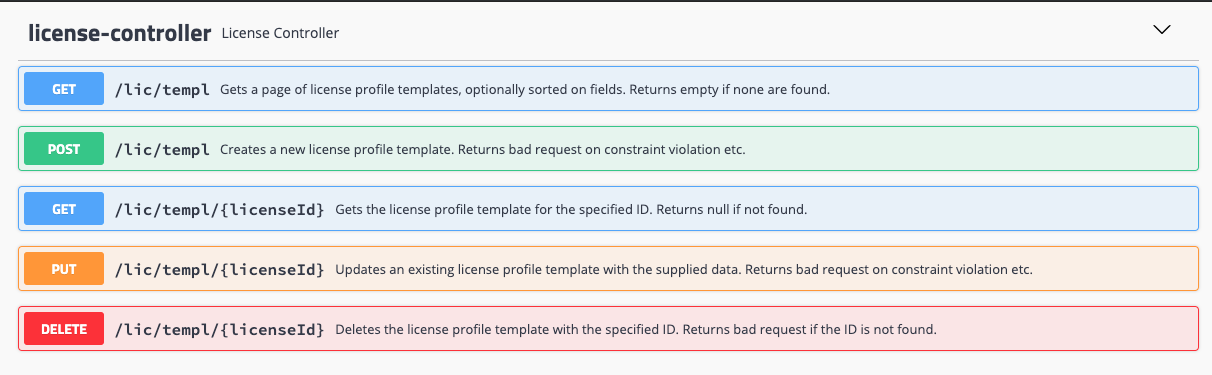 license-controller License Controller
GET /lic/templ Gets a page of license profile templates, optionally sorted on fields. Returns empty if none are found.
POST /lic/templ Creates a new license profile template. Returns bad request on constraint violation etc.
GET /lic/templ/{licenseId} Gets the license profile template for the specified ID. Returns null if not found.
PUT /lic/templ/{licenseId} Updates an existing license profile template with the supplied data. Returns bad request on constraint violation etc.
DELETE /lic/templ/{licenseId} Deletes the license profile template with the specified ID. Returns bad request if the ID is not found.